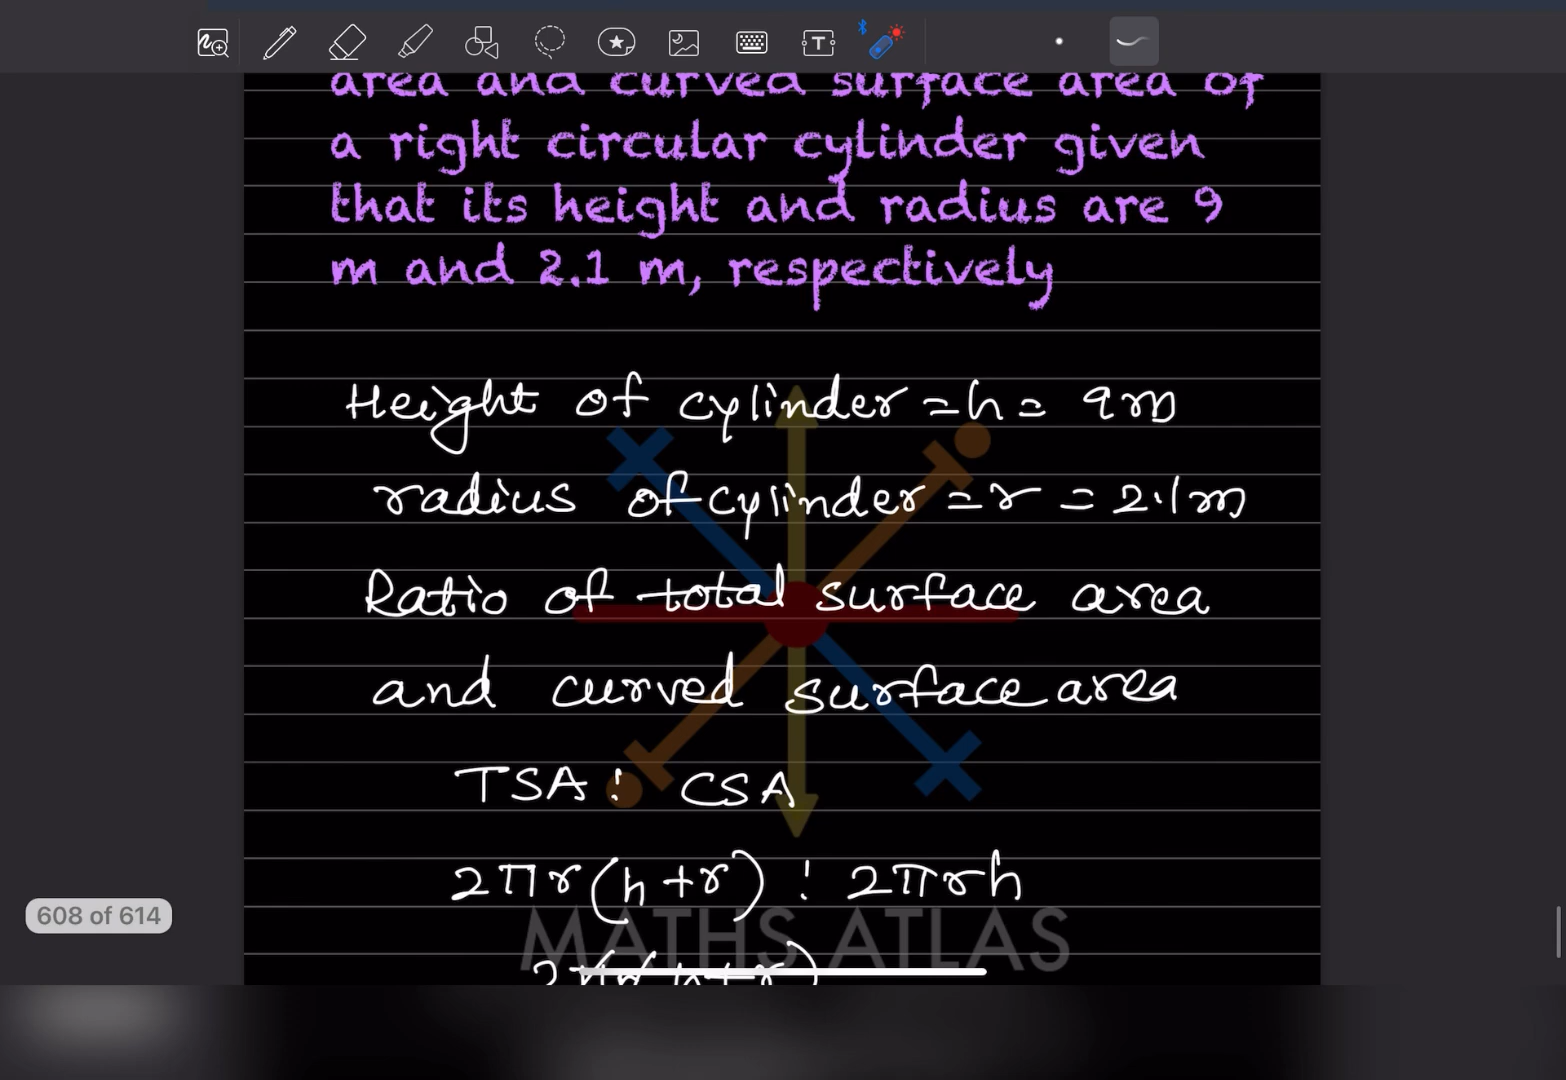 area and curved surface area of
a right circular cylinder given
that its height and radius are 9
m and 2.1 m, respectively
Height of cylinder = h = 9m
radius of cylinder = r = 2.1m
Ratio of total surface area
and curved surface area
TSA : CSA
2πr(h+r) : 2πrh
608 of 614
MATHS ATLAS